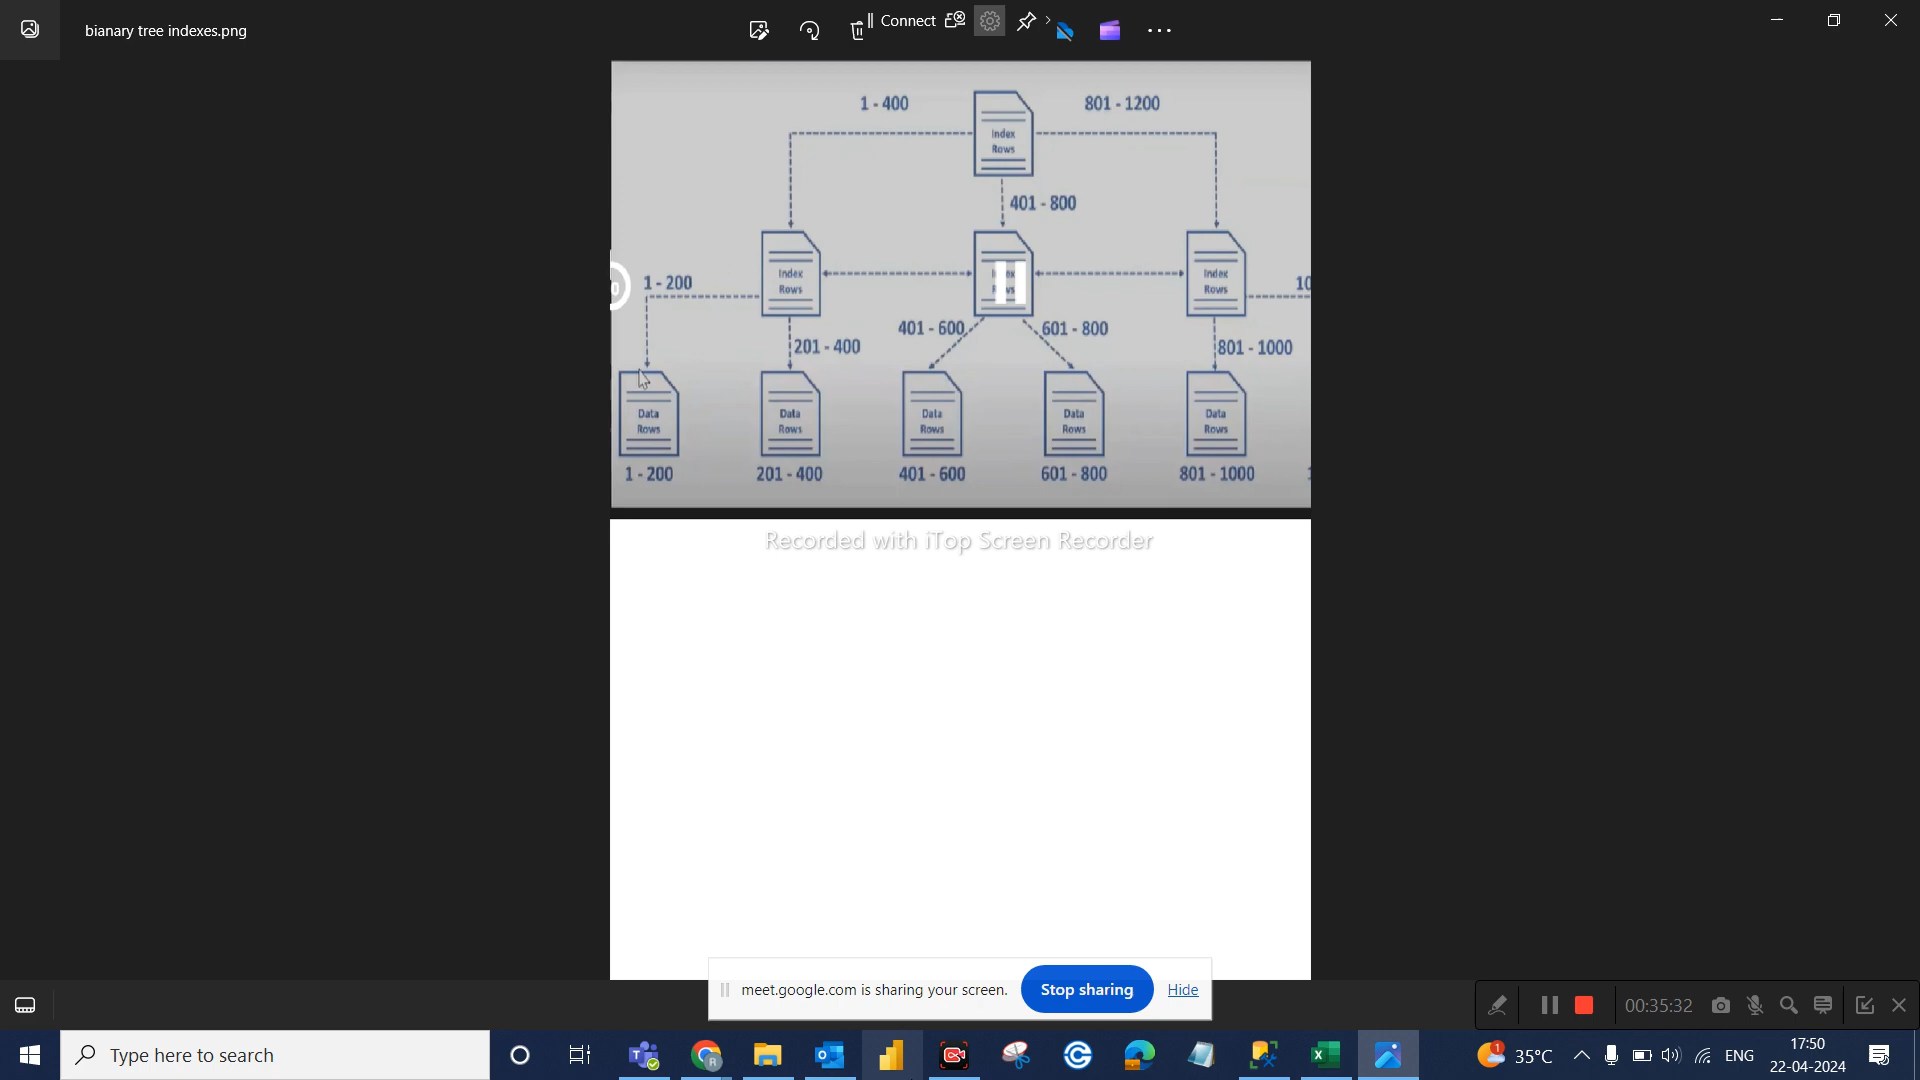 bianary tree indexes.png
Connect
1 - 400
801 - 1200
Index
Rows
401 - 800
Index
Rows
Index
Rows
1 - 200
10
401 - 600
601 - 800
201 - 400
801 - 1000
Data
Rows
Data
Rows
Data
Rows
Data
Rows
Data
Rows
1 - 200
201 - 400
401 - 600
601 - 800
801 - 1000
Recorded with iTop Screen Recorder
meet.google.com is sharing your screen.
Stop sharing
Hide
00:35:32
Type here to search
1
35°C
ENG
17:50
22-04-2024